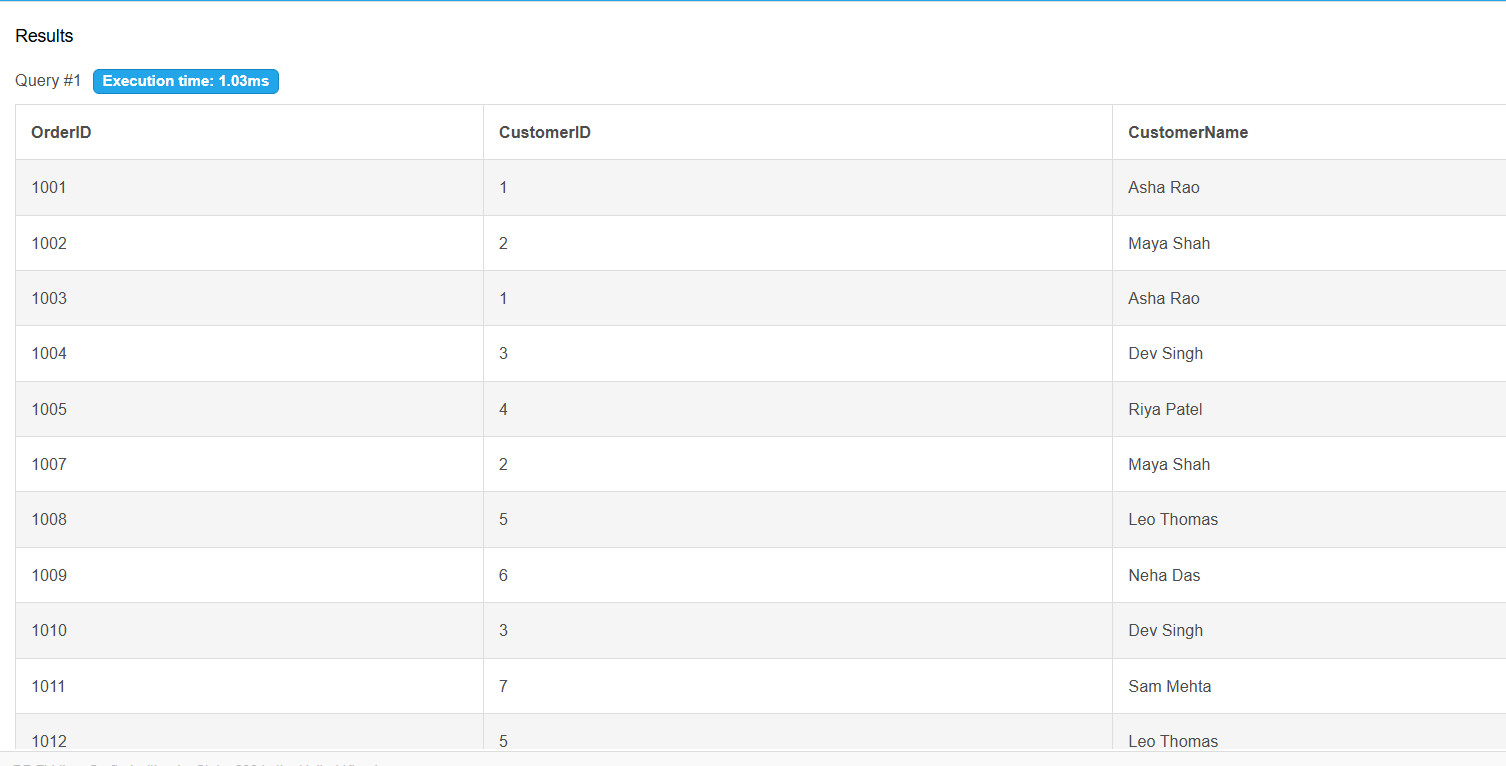 Results
Query #1 Execution time: 1.03ms
OrderID CustomerID CustomerName
1001 1 Asha Rao
1002 2 Maya Shah
1003 1 Asha Rao
1004 3 Dev Singh
1005 4 Riya Patel
1007 2 Maya Shah
1008 5 Leo Thomas
1009 6 Neha Das
1010 3 Dev Singh
1011 7 Sam Mehta
1012 5 Leo Thomas